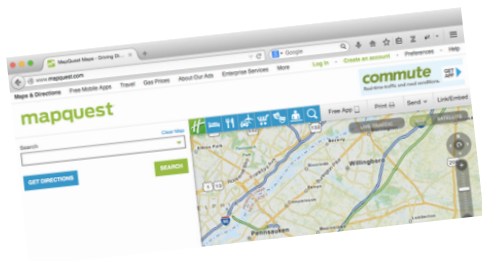 MapQuest Maps - Driving Di...
www.mapquest.com
Google
Maps & Directions Free Mobile Apps Travel Gas Prices About Our Ads Enterprise Services More
Log In Create an account Preferences Help
mapquest
commute
GET APP
Real-time traffic and road conditions.
Clear Map
Search
SEARCH
GET DIRECTIONS
Free App Print Send Link/Embed
Willingboro
Pennsauken